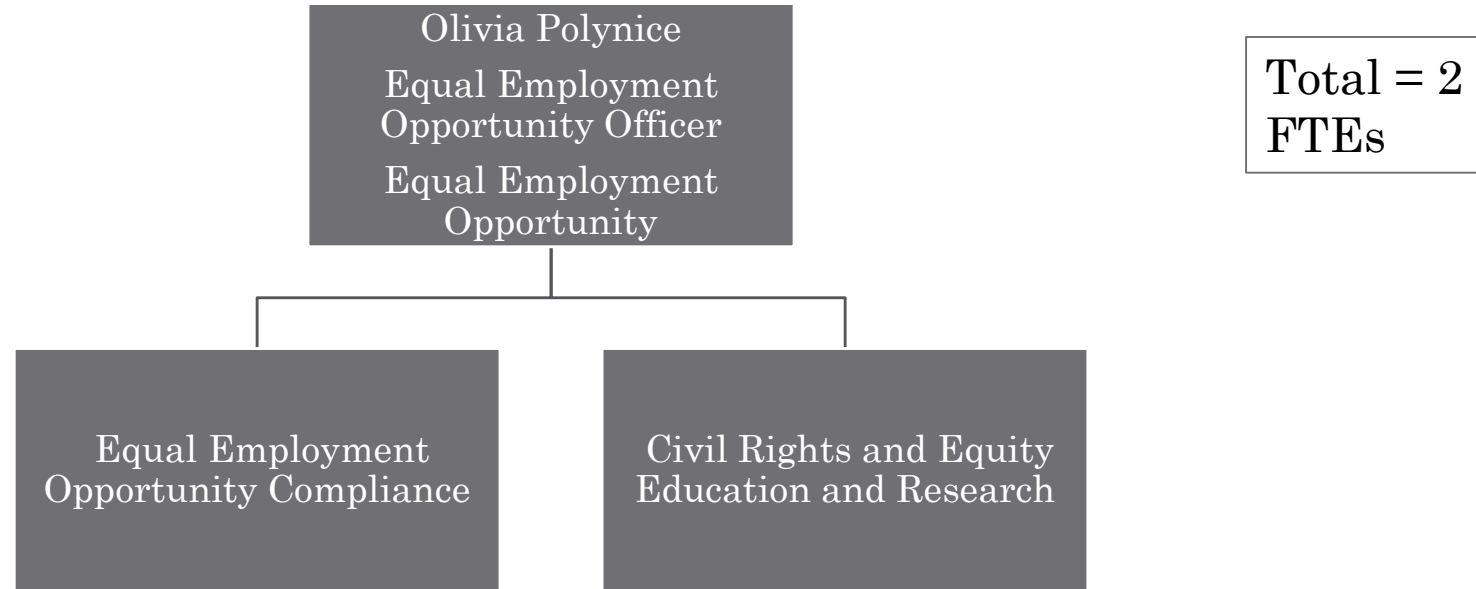 Olivia Polynice
Equal Employment
Opportunity Officer
Equal Employment
Opportunity
Total = 2
FTEs
Equal Employment
Opportunity Compliance
Civil Rights and Equity
Education and Research